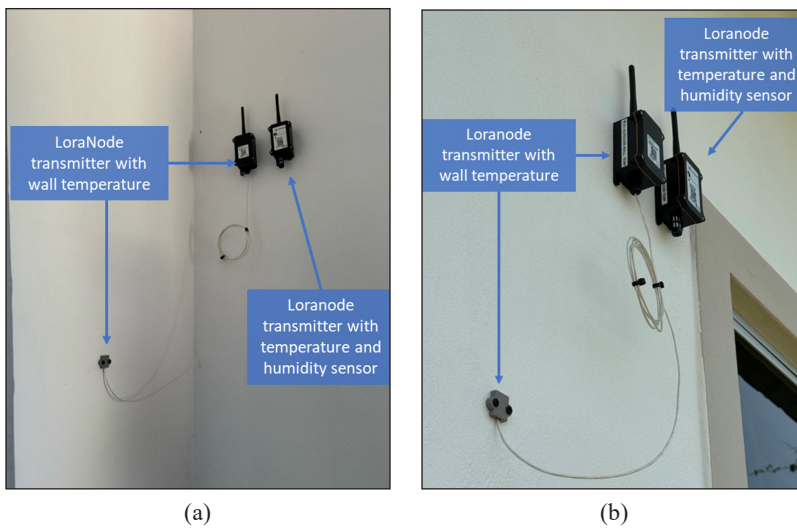 LoraNode
transmitter with
wall temperature
Loranode
transmitter with
temperature and
humidity sensor
(a)
Loranode
transmitter with
temperature and
humidity sensor
Loranode
transmitter with
wall temperature
(b)